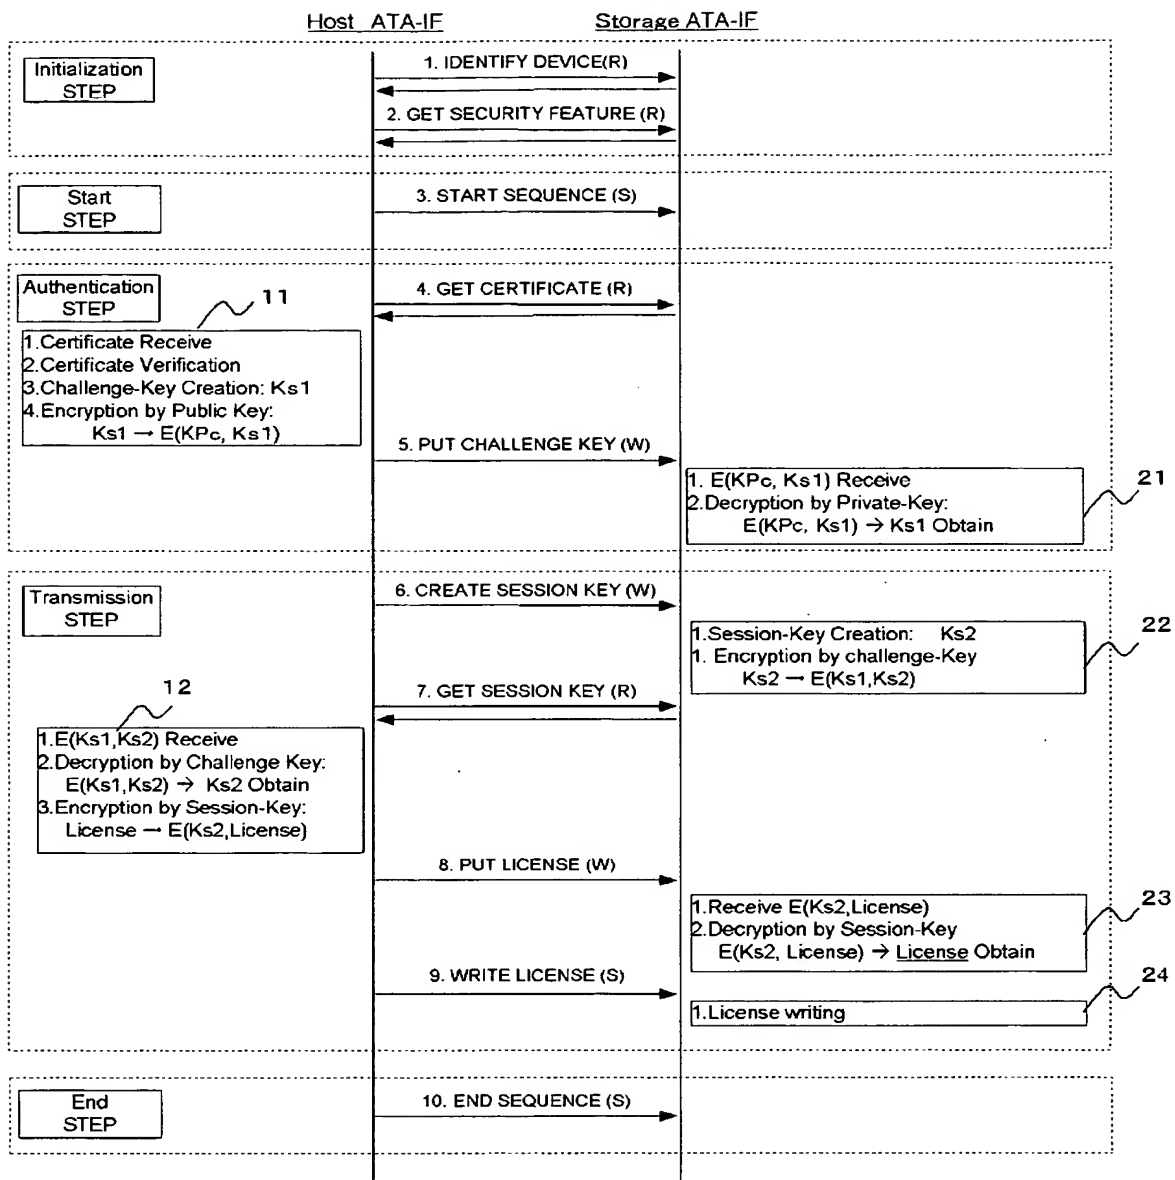 Host ATA-IF
Storage ATA-IF
Initialization
STEP
1. IDENTIFY DEVICE(R)
2. GET SECURITY FEATURE (R)
Start
STEP
3. START SEQUENCE (S)
Authentication
STEP
11
4. GET CERTIFICATE (R)
1.Certificate Receive
2.Certificate Verification
3.Challenge-Key Creation: Ks1
4.Encryption by Public Key:
Ks1 → E(KPc, Ks1)
5. PUT CHALLENGE KEY (W)
21
1. E(KPc, Ks1) Receive
2.Decryption by Private-Key:
E(KPc, Ks1) → Ks1 Obtain
Transmission
STEP
6. CREATE SESSION KEY (W)
22
1.Session-Key Creation: Ks2
1. Encryption by challenge-Key
Ks2 → E(Ks1,Ks2)
7. GET SESSION KEY (R)
12
1.E(Ks1,Ks2) Receive
2.Decryption by Challenge Key:
E(Ks1,Ks2) → Ks2 Obtain
3.Encryption by Session-Key:
License → E(Ks2,License)
8. PUT LICENSE (W)
23
1.Receive E(Ks2,License)
2.Decryption by Session-Key
E(Ks2, License) → License Obtain
9. WRITE LICENSE (S)
24
1.License writing
End
STEP
10. END SEQUENCE (S)